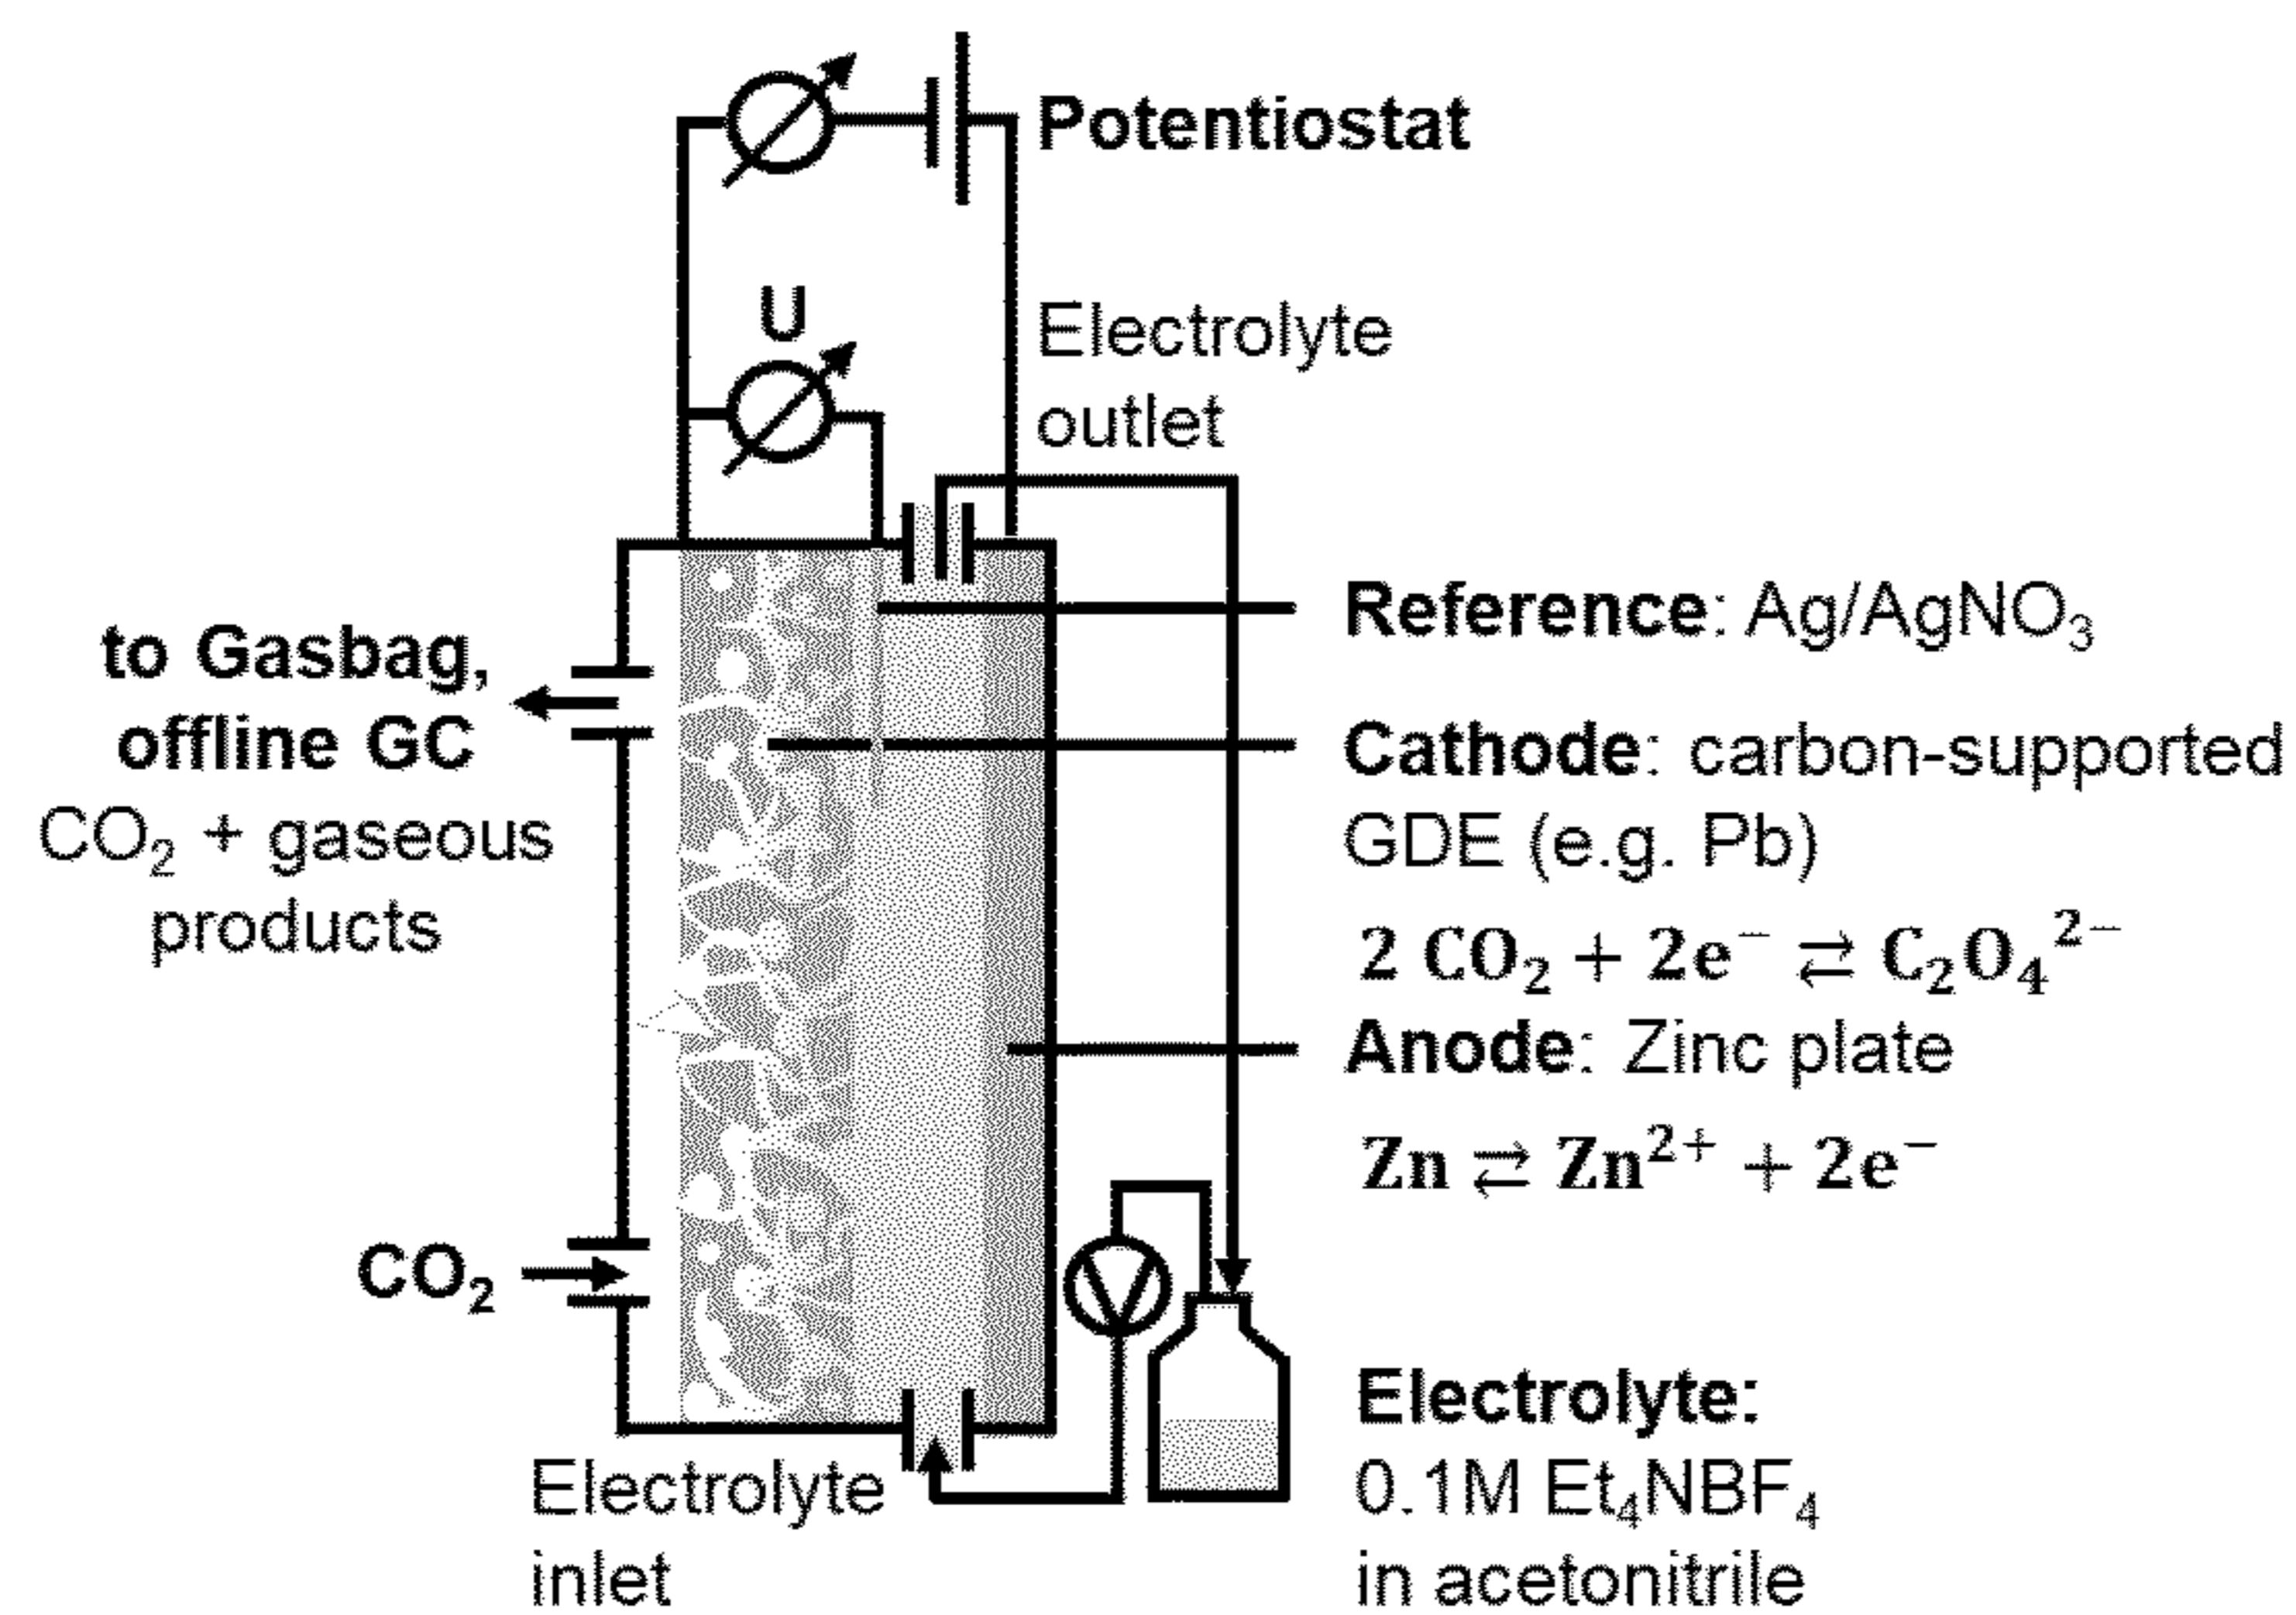 Potentiostat
U
Electrolyte
outlet
to Gasbag,
offline GC
CO₂ + gaseous
products
Reference: Ag/AgNO₃
Cathode: carbon-supported
GDE (e.g. Pb)
2 CO₂ + 2e⁻ ⇄ C₂O₄²⁻
Anode: Zinc plate
Zn ⇄ Zn²⁺ + 2e⁻
CO₂
Electrolyte
inlet
Electrolyte:
0.1M Et₄NBF₄
in acetonitrile